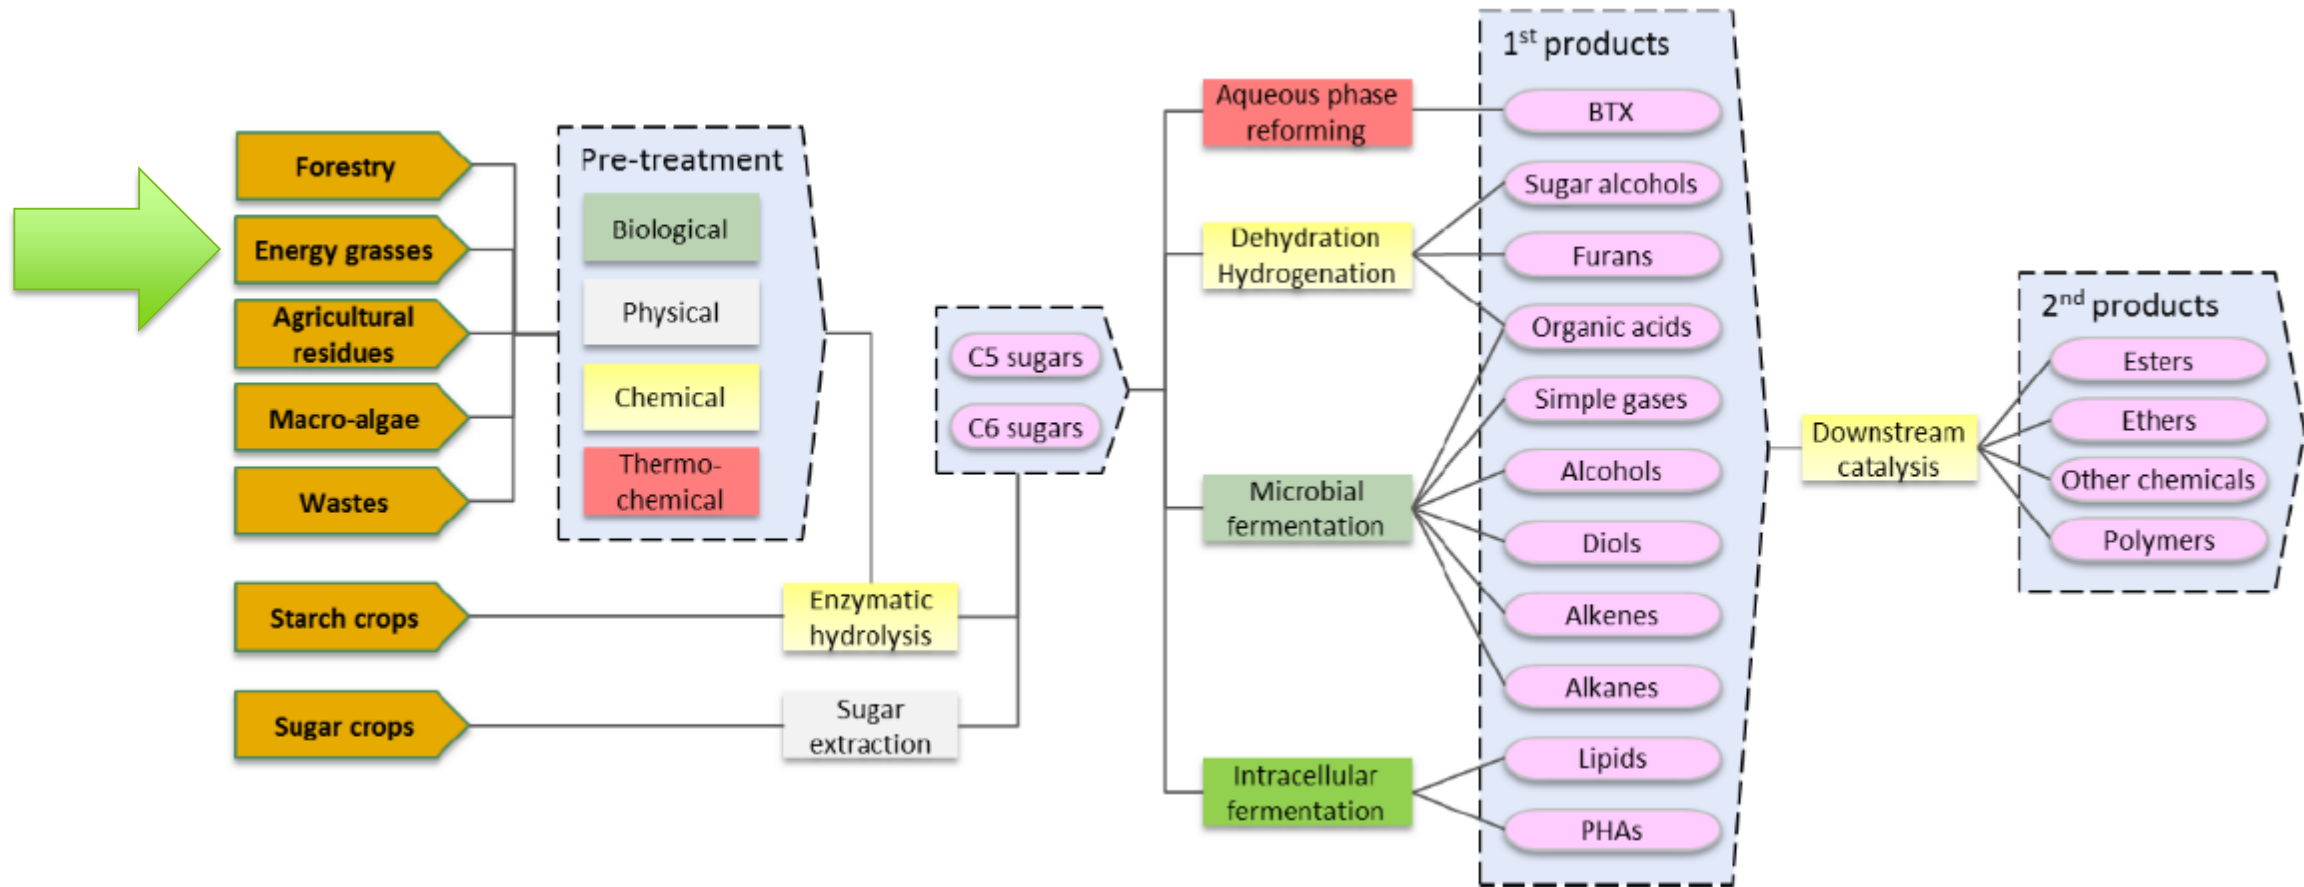 Forestry
Energy grasses
Agricultural
residues
Macro-algae
Wastes
Starch crops
Sugar crops
Pre-treatment
Biological
Physical
Chemical
Thermo-
chemical
Enzymatic
hydrolysis
Sugar
extraction
C5 sugars
C6 sugars
Aqueous phase
reforming
Dehydration
Hydrogenation
Microbial
fermentation
Intracellular
fermentation
1st products
BTX
Sugar alcohols
Furans
Organic acids
Simple gases
Alcohols
Diols
Alkenes
Alkanes
Lipids
PHAs
Downstream
catalysis
2nd products
Esters
Ethers
Other chemicals
Polymers